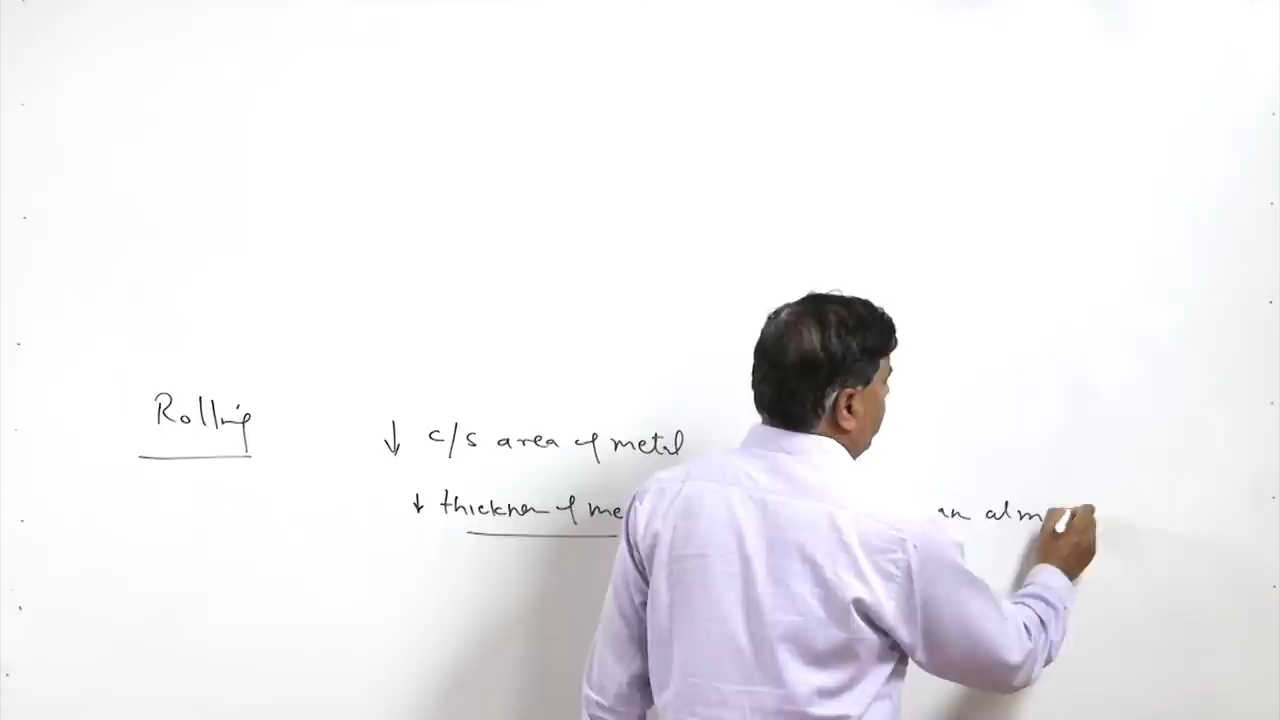 Rolling
↓ c/s area of metal
↓ thickness of me an alm